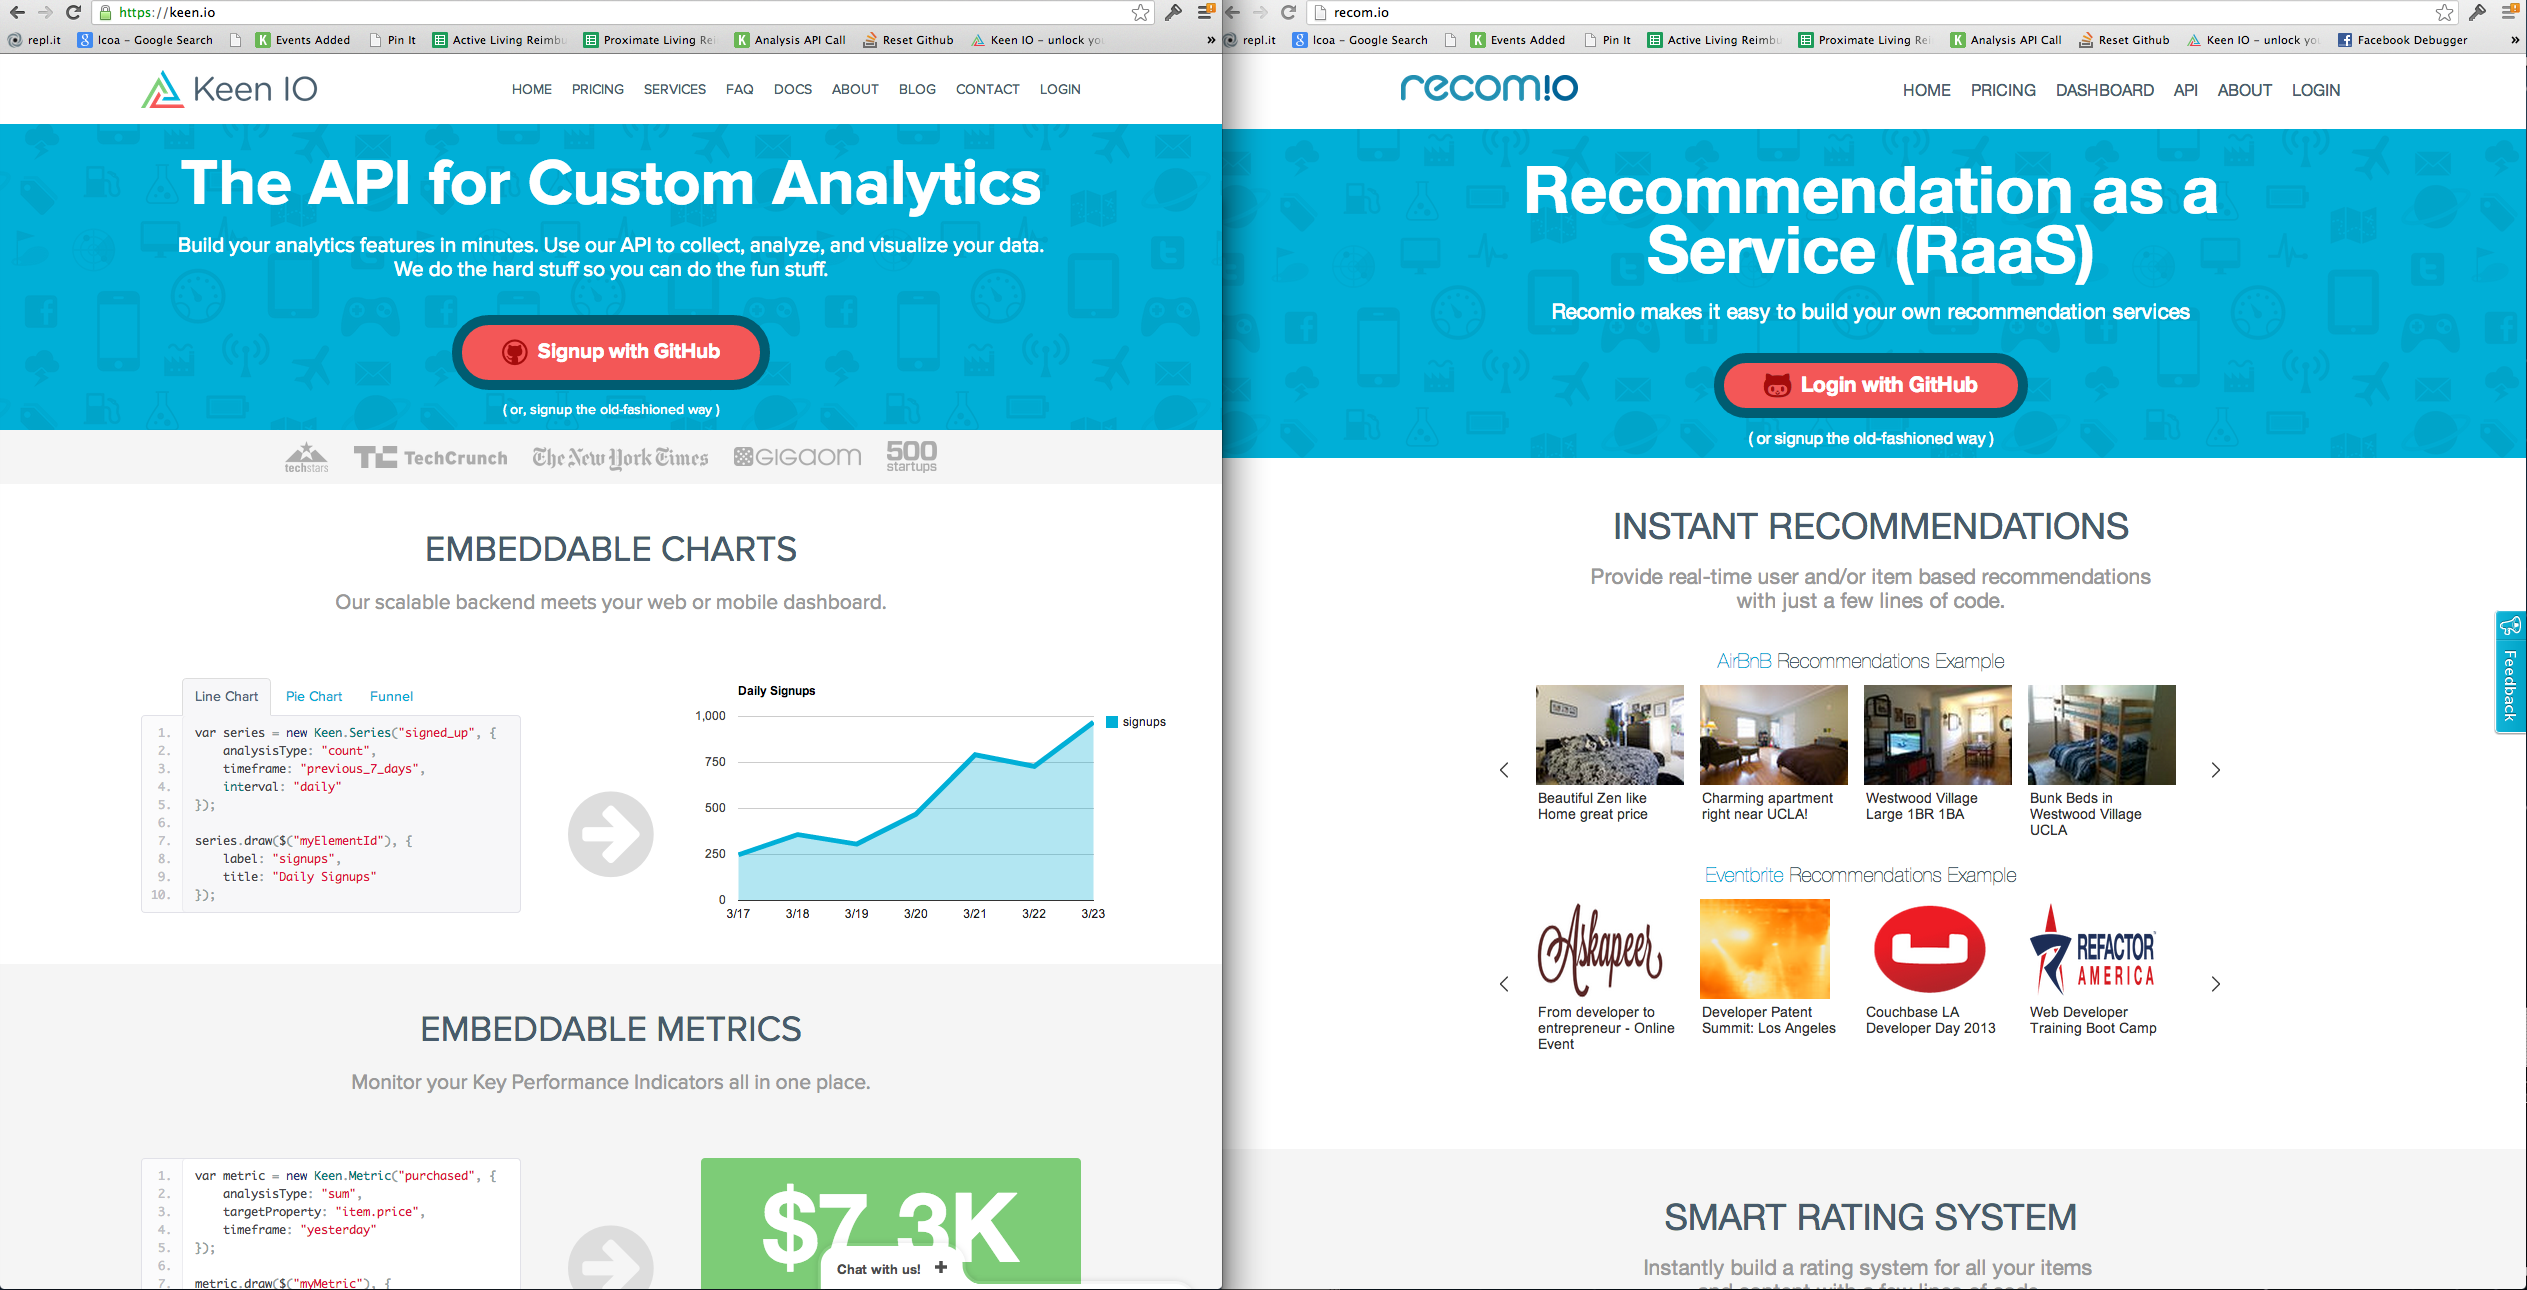 https://keen.io
repl.it
lcoa – Google Search
Events Added
Pin It
Active Living Reimbu
Proximate Living Rei
Analysis API Call
Reset Github
Keen IO – unlock yo
»
Keen IO
HOME PRICING SERVICES FAQ DOCS ABOUT BLOG CONTACT LOGIN
The API for Custom Analytics
Build your analytics features in minutes. Use our API to collect, analyze, and visualize your data.
We do the hard stuff so you can do the fun stuff.
Signup with GitHub
( or, signup the old-fashioned way )
techstars
TC TechCrunch
The New York Times
GIGAOM
500
startups
EMBEDDABLE CHARTS
Our scalable backend meets your web or mobile dashboard.
Line Chart Pie Chart Funnel
1. var series = new Keen.Series("signed_up", {
2. analysisType: "count",
3. timeframe: "previous_7_days",
4. interval: "daily"
5. });
6.
7. series.draw($("myElementId"), {
8. label: "signups",
9. title: "Daily Signups"
10. });
Daily Signups
1,000
750
500
250
0
3/17 3/18 3/19 3/20 3/21 3/22 3/23
signups
EMBEDDABLE METRICS
Monitor your Key Performance Indicators all in one place.
1. var metric = new Keen.Metric("purchased", {
2. analysisType: "sum",
3. targetProperty: "item.price",
4. timeframe: "yesterday"
5. });
6.
7. metric.draw($("myMetric"), {
$7.3K
Chat with us! +
recom.io
repl.it
lcoa – Google Search
Events Added
Pin It
Active Living Reimbu
Proximate Living Rei
Analysis API Call
Reset Github
Keen IO – unlock yo
Facebook Debugger
»
recom!o
HOME PRICING DASHBOARD API ABOUT LOGIN
Recommendation as a
Service (RaaS)
Recomio makes it easy to build your own recommendation services
Login with GitHub
( or signup the old-fashioned way )
INSTANT RECOMMENDATIONS
Provide real-time user and/or item based recommendations
with just a few lines of code.
AirBnB Recommendations Example
Beautiful Zen like
Home great price
Charming apartment
right near UCLA!
Westwood Village
Large 1BR 1BA
Bunk Beds in
Westwood Village
UCLA
Eventbrite Recommendations Example
Askapeer
REFACTOR
AMERICA
From developer to
entrepreneur - Online
Event
Developer Patent
Summit: Los Angeles
Couchbase LA
Developer Day 2013
Web Developer
Training Boot Camp
Feedback
SMART RATING SYSTEM
Instantly build a rating system for all your items
and content with a few lines of code